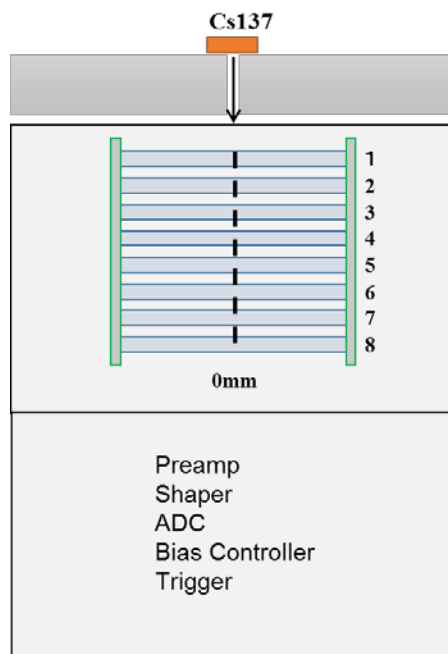 Cs137
1
2
3
4
5
6
7
8
0mm
Preamp
Shaper
ADC
Bias Controller
Trigger